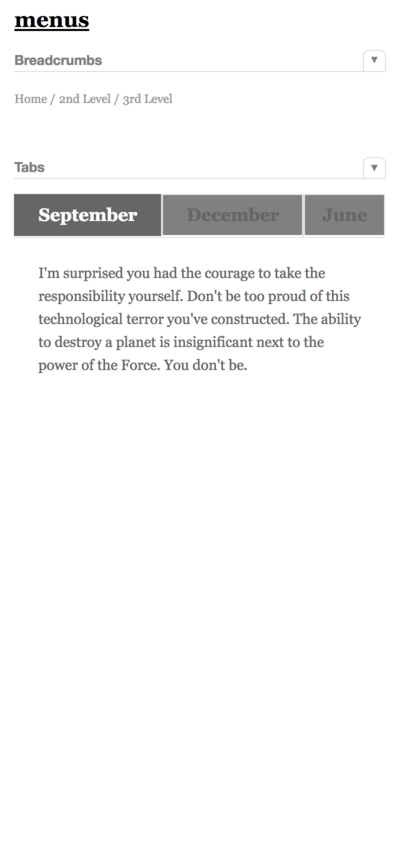 menus
Breadcrumbs ▼
Home / 2nd Level / 3rd Level
Tabs ▼
September December June
I'm surprised you had the courage to take the
responsibility yourself. Don't be too proud of this
technological terror you've constructed. The ability
to destroy a planet is insignificant next to the
power of the Force. You don't be.